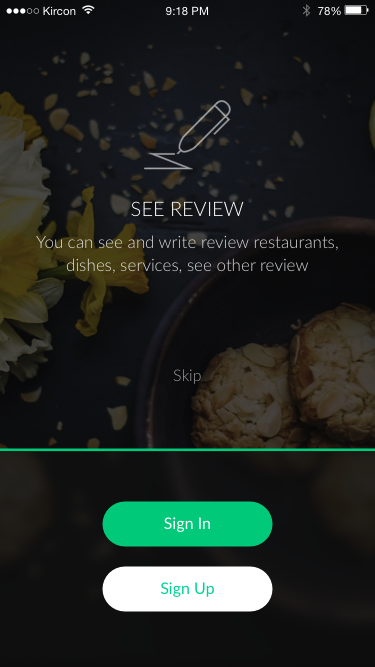 Kircon 9:18 PM 78%
SEE REVIEW
You can see and write review restaurants,
dishes, services, see other review
Skip
Sign In
Sign Up